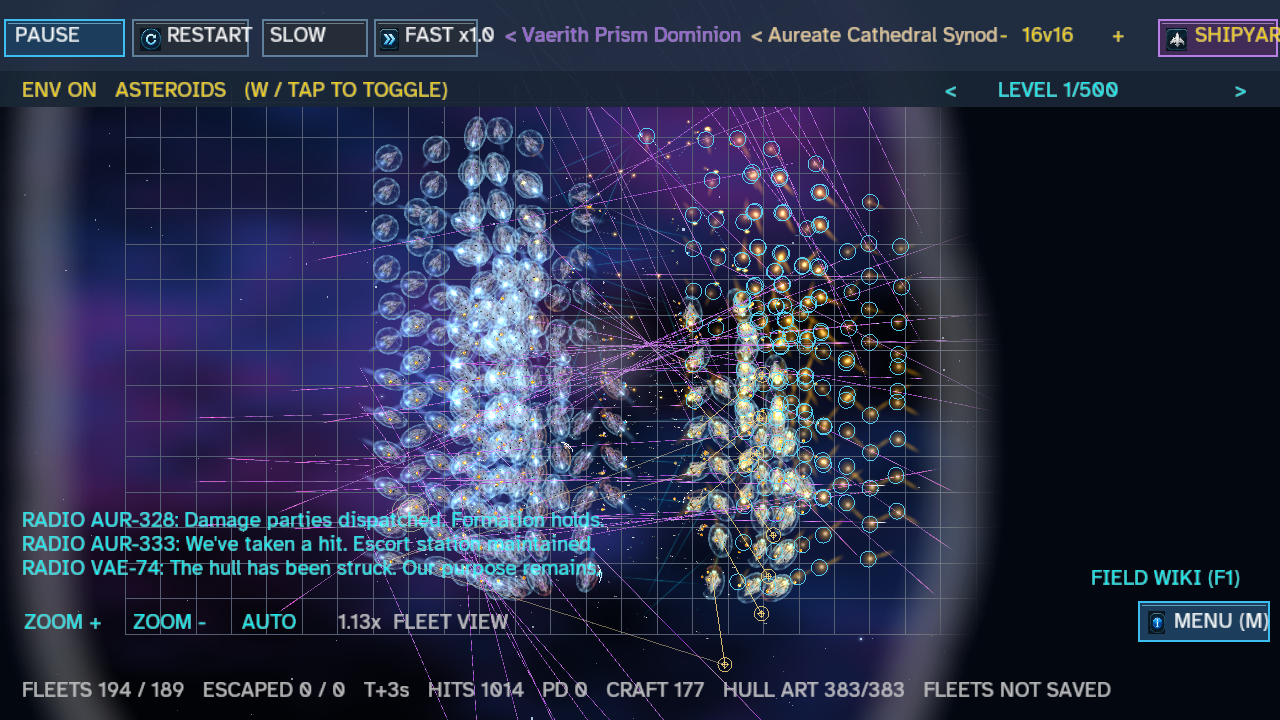 PAUSE RESTART SLOW FAST x1.0 < Vaerith Prism Dominion < Aureate Cathedral Synod- 16v16 + SHIPYAR
ENV ON ASTEROIDS (W / TAP TO TOGGLE) < LEVEL 1/500 >
RADIO AUR-328: Damage parties dispatched. Formation holds.
RADIO AUR-333: We've taken a hit. Escort station maintained.
RADIO VAE-74: The hull has been struck. Our purpose remains.
FIELD WIKI (F1)
ZOOM + ZOOM - AUTO 1.13x FLEET VIEW MENU (M)
FLEETS 194 / 189 ESCAPED 0 / 0 T+3s HITS 1014 PD 0 CRAFT 177 HULL ART 383/383 FLEETS NOT SAVED